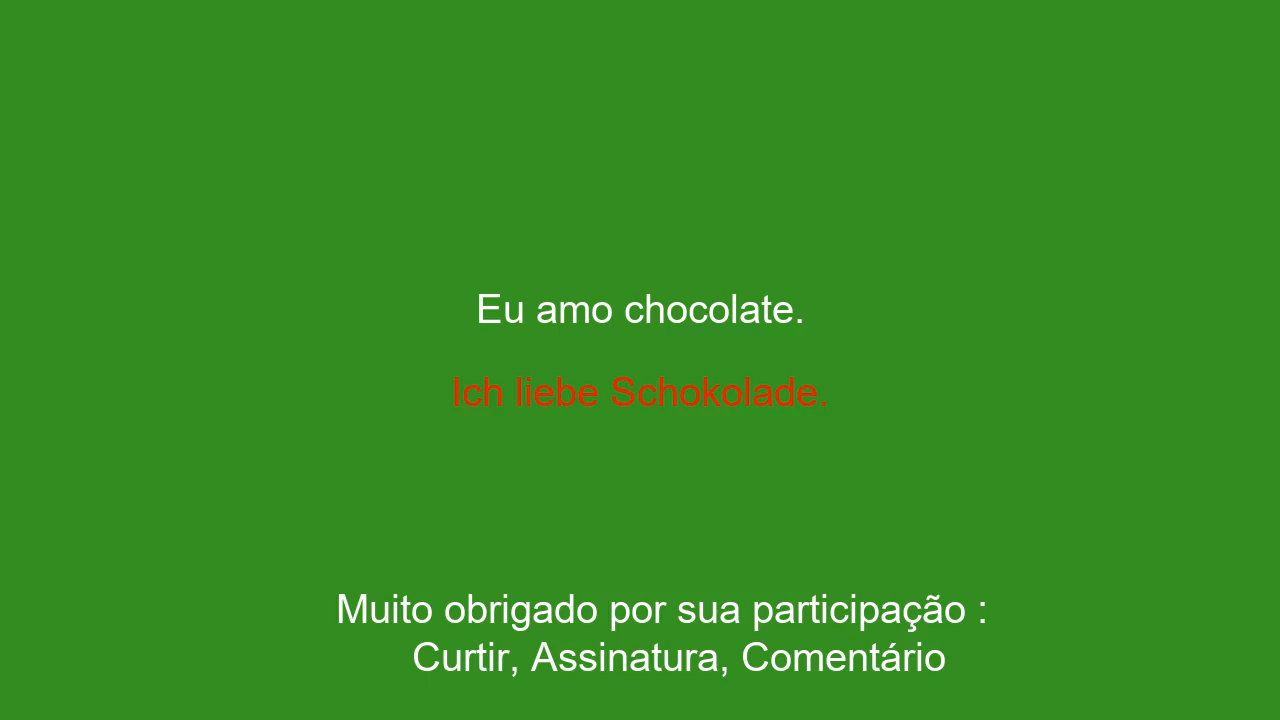 Eu amo chocolate.
Ich liebe Schokolade.
Muito obrigado por sua participação :
Curtir, Assinatura, Comentário